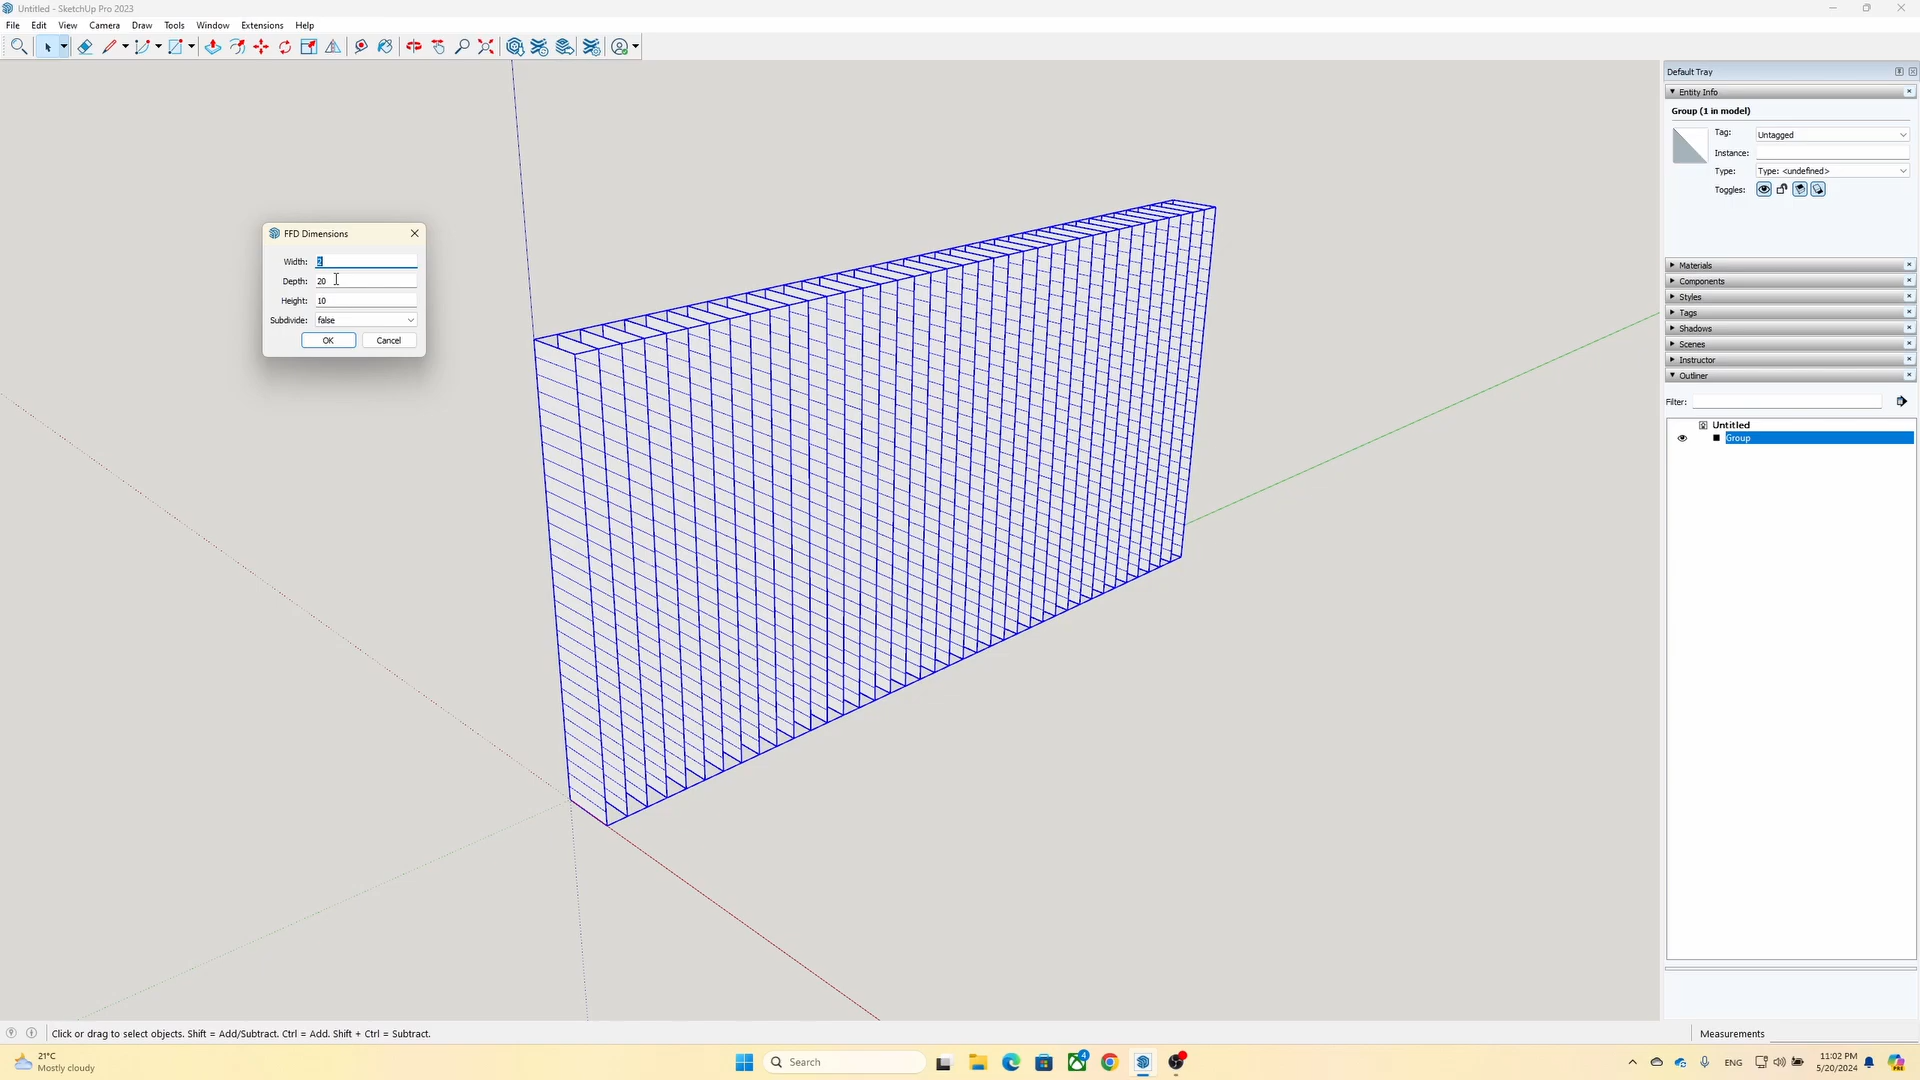 Untitled - SketchUp Pro 2023
File Edit View Camera Draw Tools Window Extensions Help
Default Tray
Entity Info
Group (1 in model)
Tag: Untagged
Instance:
Type: Type: <undefined>
Toggles:
FFD Dimensions
Width: 2
Depth: 20
Height: 10
Subdivide: false
OK Cancel
Materials
Components
Styles
Tags
Shadows
Scenes
Instructor
Outliner
Filter:
Untitled
Group
Click or drag to select objects. Shift = Add/Subtract. Ctrl = Add. Shift + Ctrl = Subtract.
Measurements
21°C
Mostly cloudy
Search
4
ENG
11:02 PM
5/20/2024
PRE